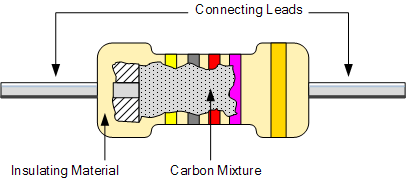 Connecting Leads
Insulating Material
Carbon Mixture